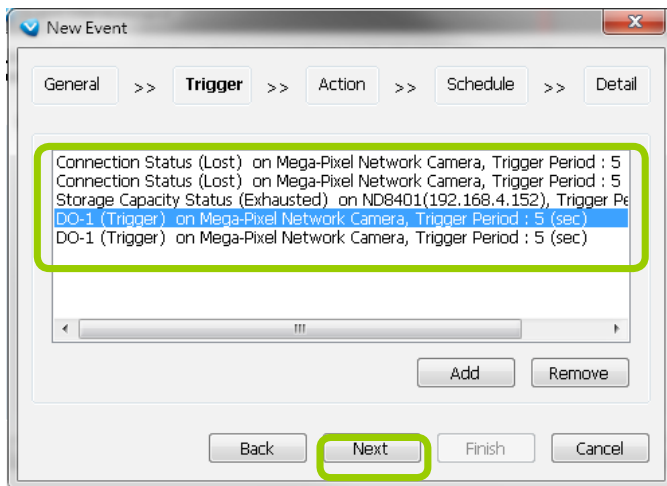 New Event
General >> Trigger >> Action >> Schedule >> Detail
Connection Status (Lost) on Mega-Pixel Network Camera, Trigger Period : 5
Connection Status (Lost) on Mega-Pixel Network Camera, Trigger Period : 5
Storage Capacity Status (Exhausted) on ND8401(192.168.4.152), Trigger Pe
DO-1 (Trigger) on Mega-Pixel Network Camera, Trigger Period : 5 (sec)
DO-1 (Trigger) on Mega-Pixel Network Camera, Trigger Period : 5 (sec)
Add Remove
Back Next Finish Cancel